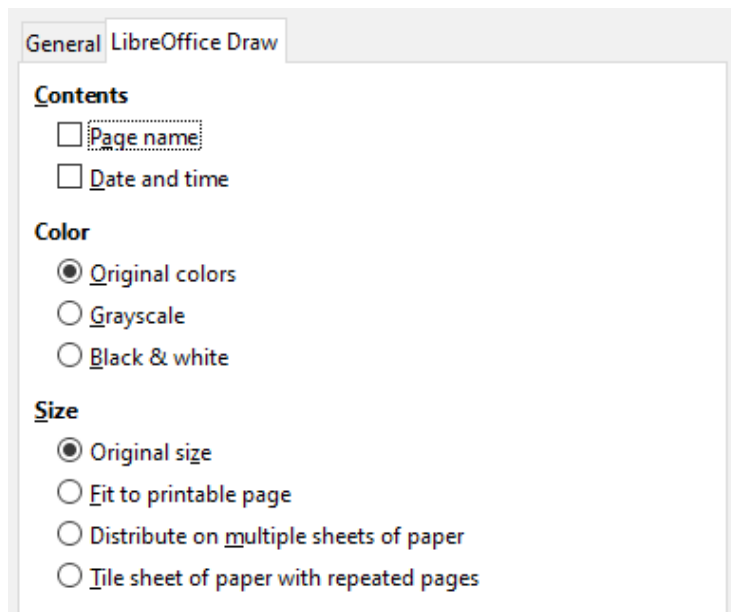 General LibreOffice Draw
Contents
Page name
Date and time
Color
Original colors
Grayscale
Black & white
Size
Original size
Fit to printable page
Distribute on multiple sheets of paper
Tile sheet of paper with repeated pages